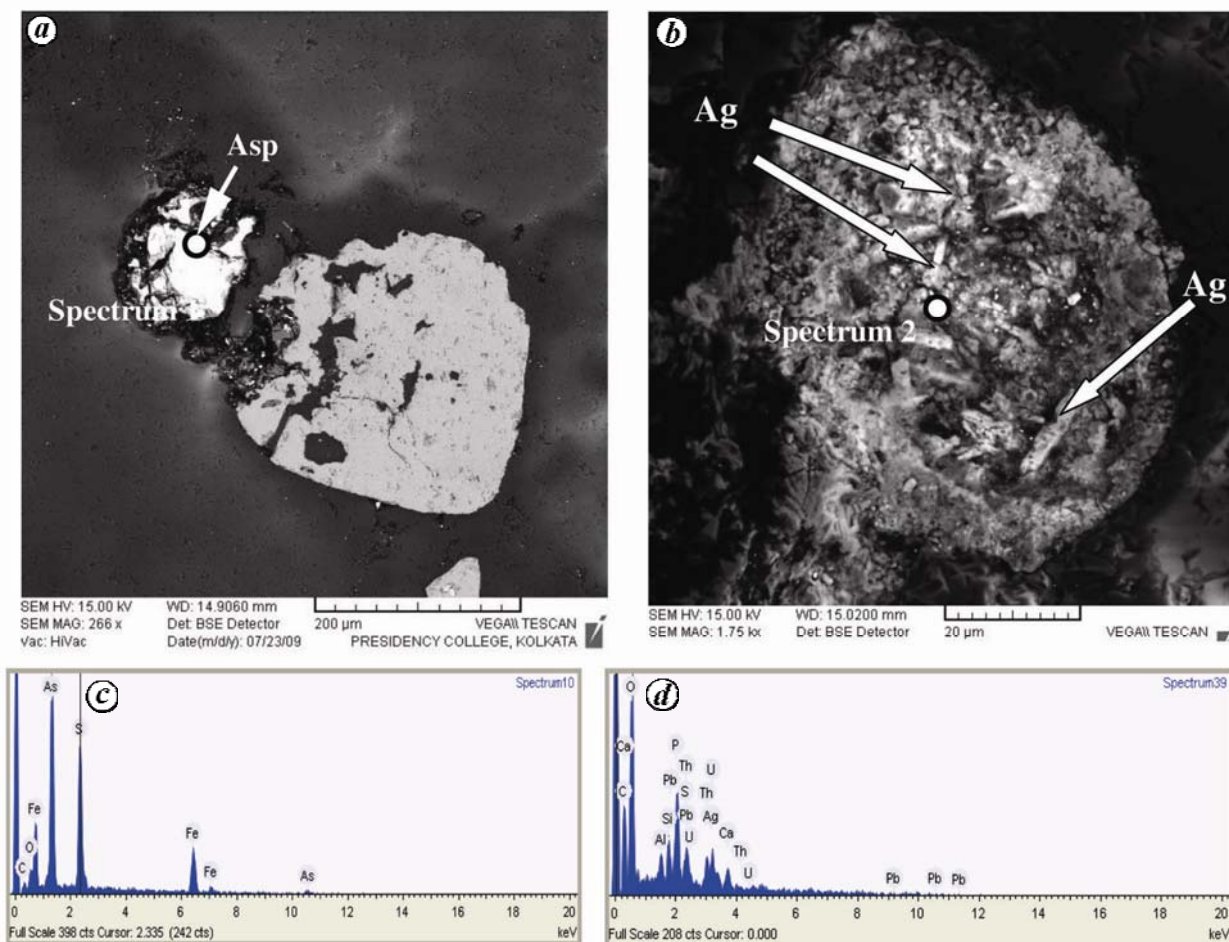 a
Asp
Spectrum
SEM HV: 15.00 kV WD: 14.9060 mm
SEM MAG: 266 x Det: BSE Detector 200 µm VEGA\\ TESCAN
Vac: HiVac Date(m/d/y): 07/23/09 PRESIDENCY COLLEGE, KOLKATA
b
Ag
Ag
Spectrum 2
SEM HV: 15.00 kV WD: 15.0200 mm
SEM MAG: 1.75 kx Det: BSE Detector 20 µm VEGA\\ TESCAN
c
Spectrum10
As
S
Fe
O
C
Fe
Fe
As
0 2 4 6 8 10 12 14 16 18 20
Full Scale 398 cts Cursor: 2.335 (242 cts) keV
d
Spectrum39
O
Ca
C
P
Th
U
Pb
S
Th
Si
Pb
Ag
Al
U
Ca
Th
U
Pb
Pb
Pb
0 2 4 6 8 10 12 14 16 18 20
Full Scale 208 cts Cursor: 0.000 keV